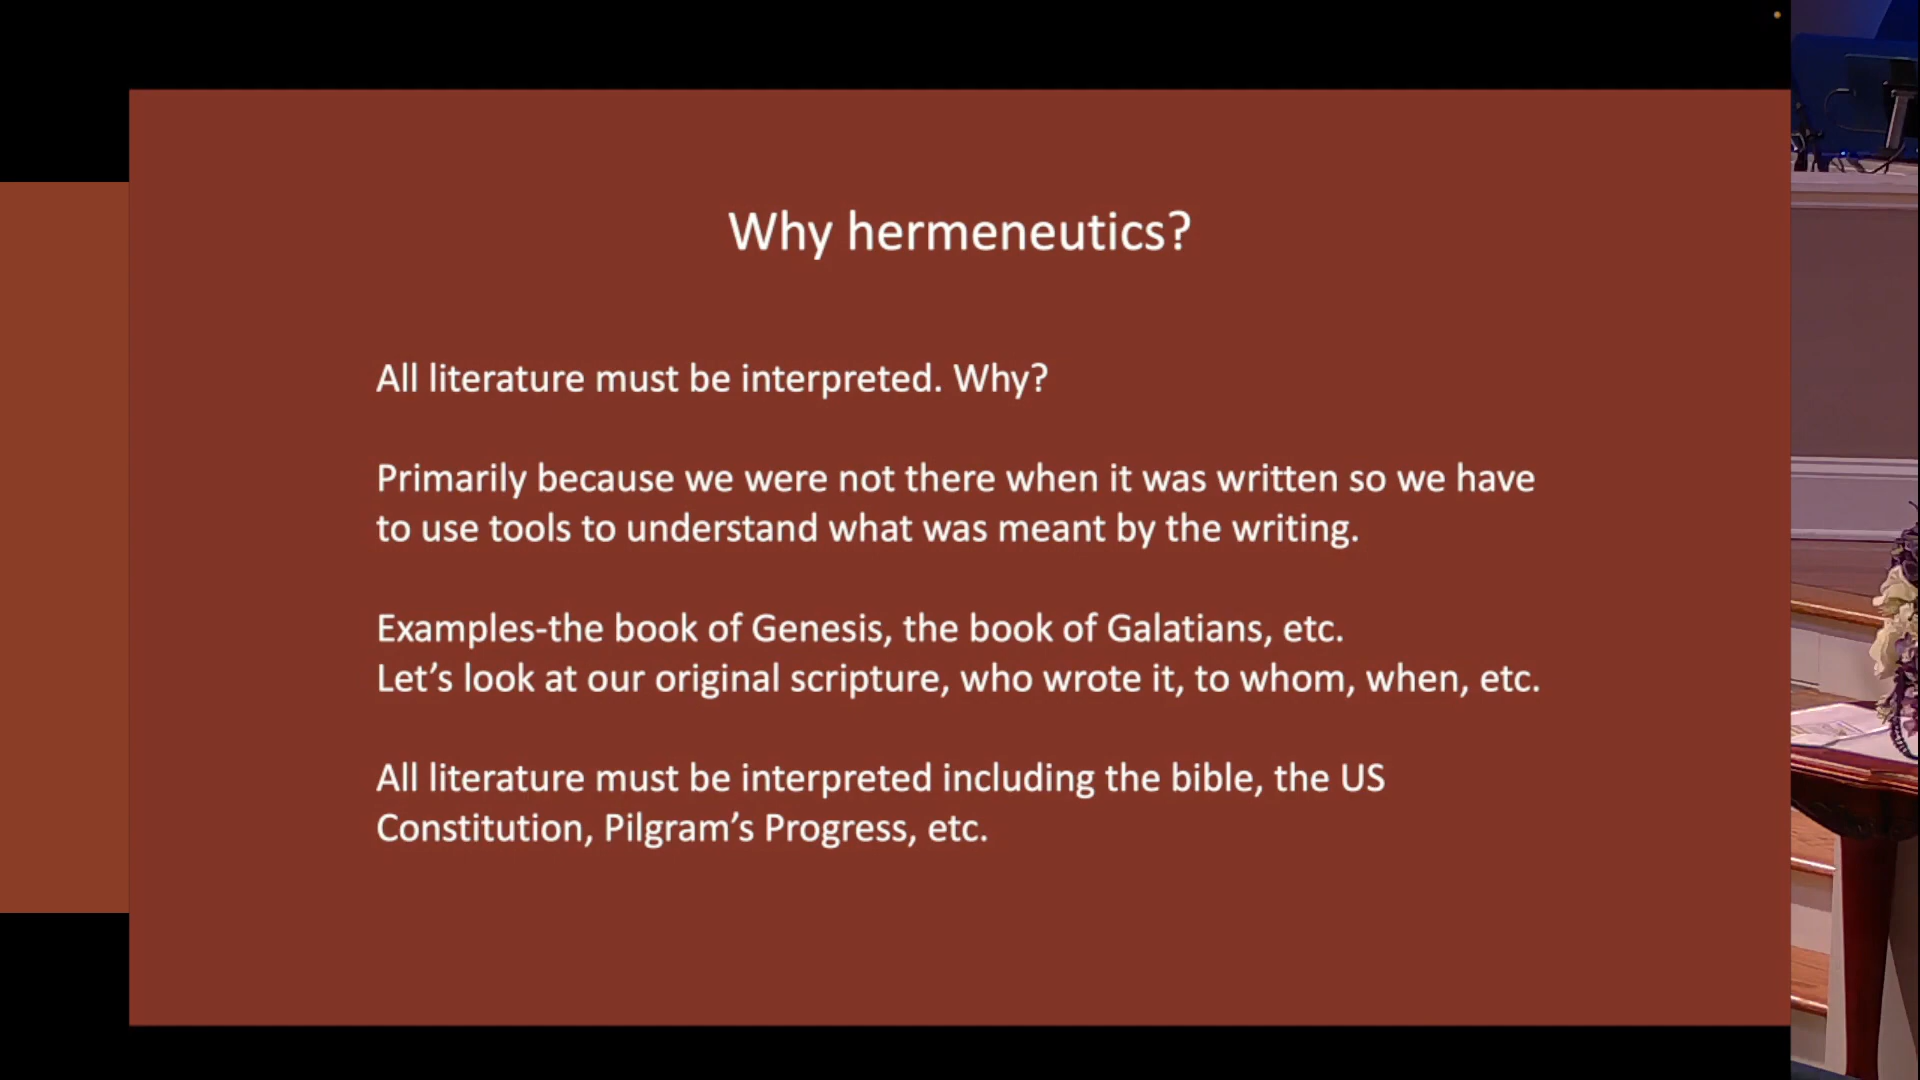 Why hermeneutics?
All literature must be interpreted. Why?
Primarily because we were not there when it was written so we have
to use tools to understand what was meant by the writing.
Examples-the book of Genesis, the book of Galatians, etc.
Let’s look at our original scripture, who wrote it, to whom, when, etc.
All literature must be interpreted including the bible, the US
Constitution, Pilgram’s Progress, etc.